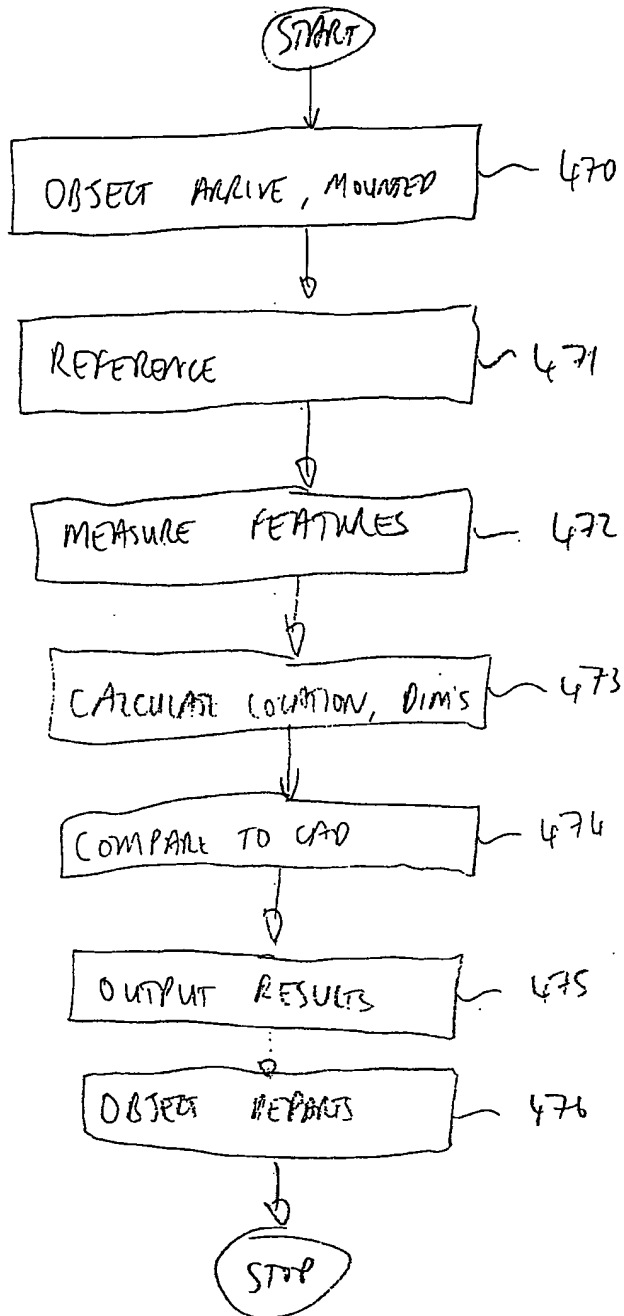 START
OBJECT ARRIVE, MOUNTED 470
REFERENCE 471
MEASURE FEATURES 472
CALCULATE LOCATION, DIM'S 473
COMPARE TO CAD 474
OUTPUT RESULTS 475
OBJECT DEPARTS 476
STOP